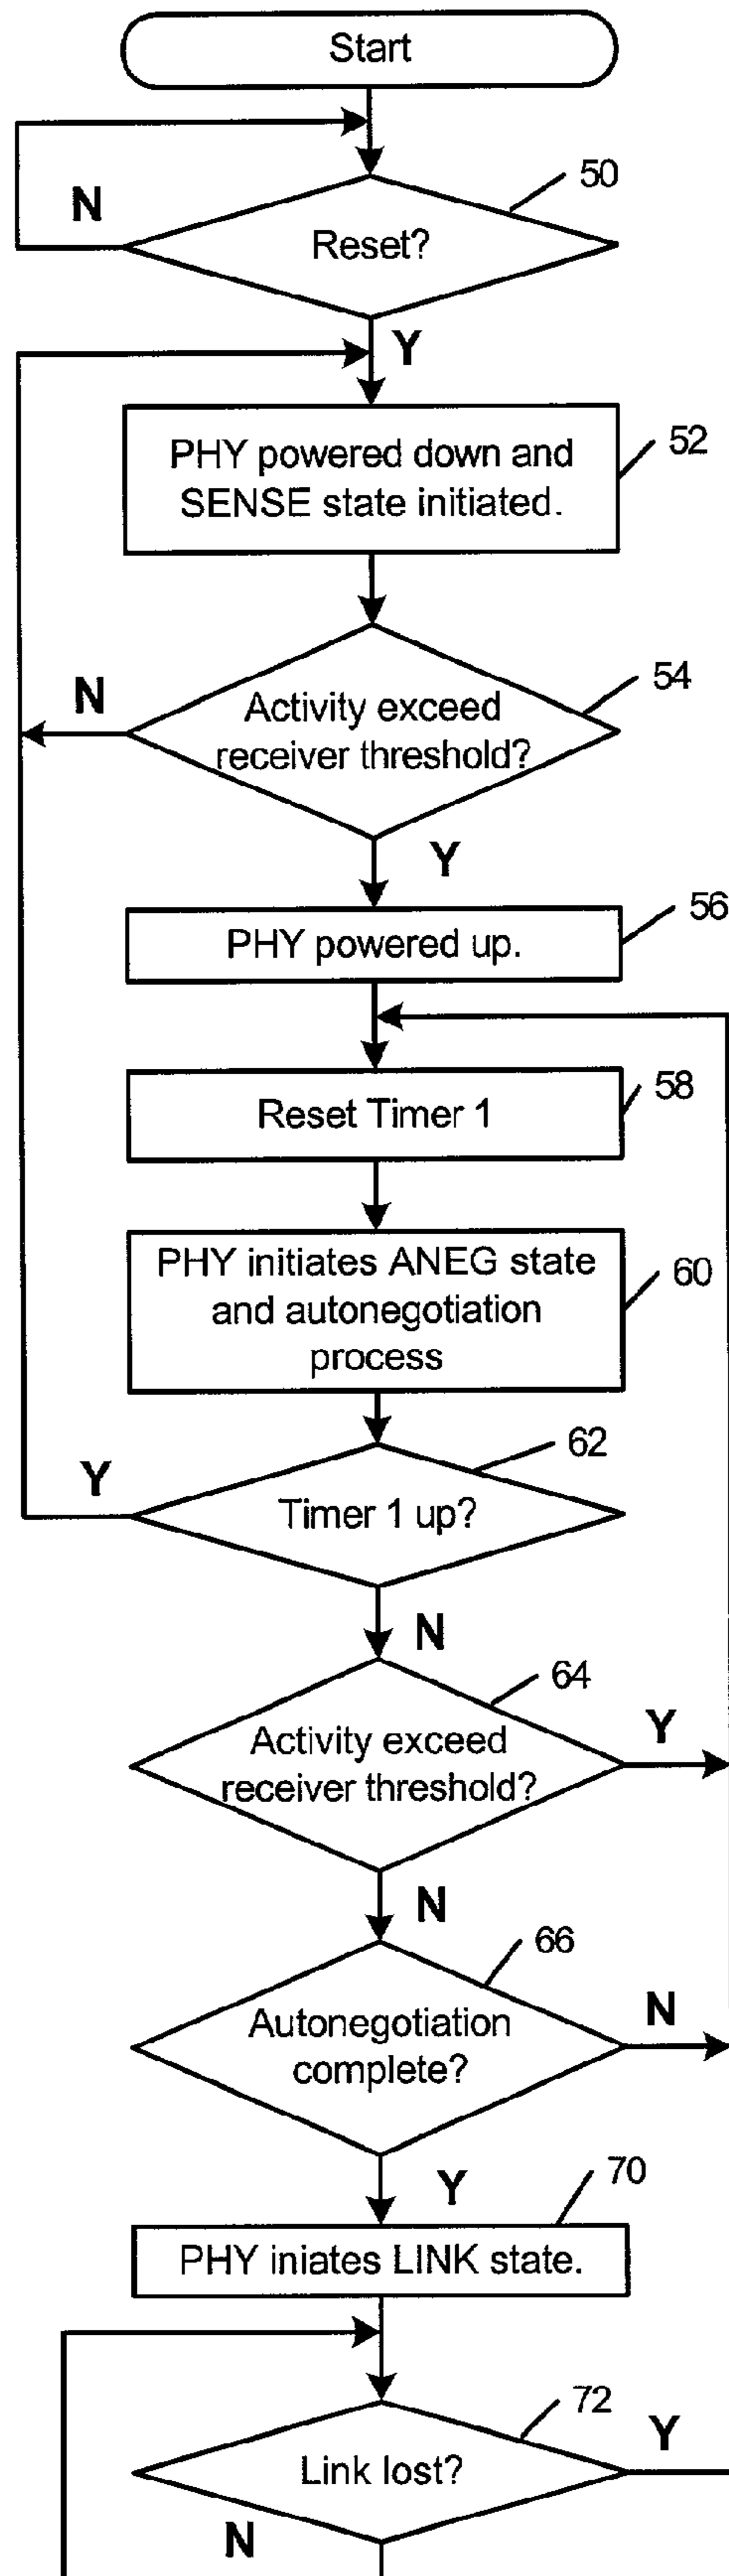 Start
50
N
Reset?
Y
52
PHY powered down and
SENSE state initiated.
54
N
Activity exceed
receiver threshold?
Y
56
PHY powered up.
58
Reset Timer 1
PHY initiates ANEG state
and autonegotiation
process
60
62
Y
Timer 1 up?
N
64
Activity exceed
receiver threshold?
Y
N
66
Autonegotiation
complete?
N
Y
70
PHY iniates LINK state.
72
Y
Link lost?
N